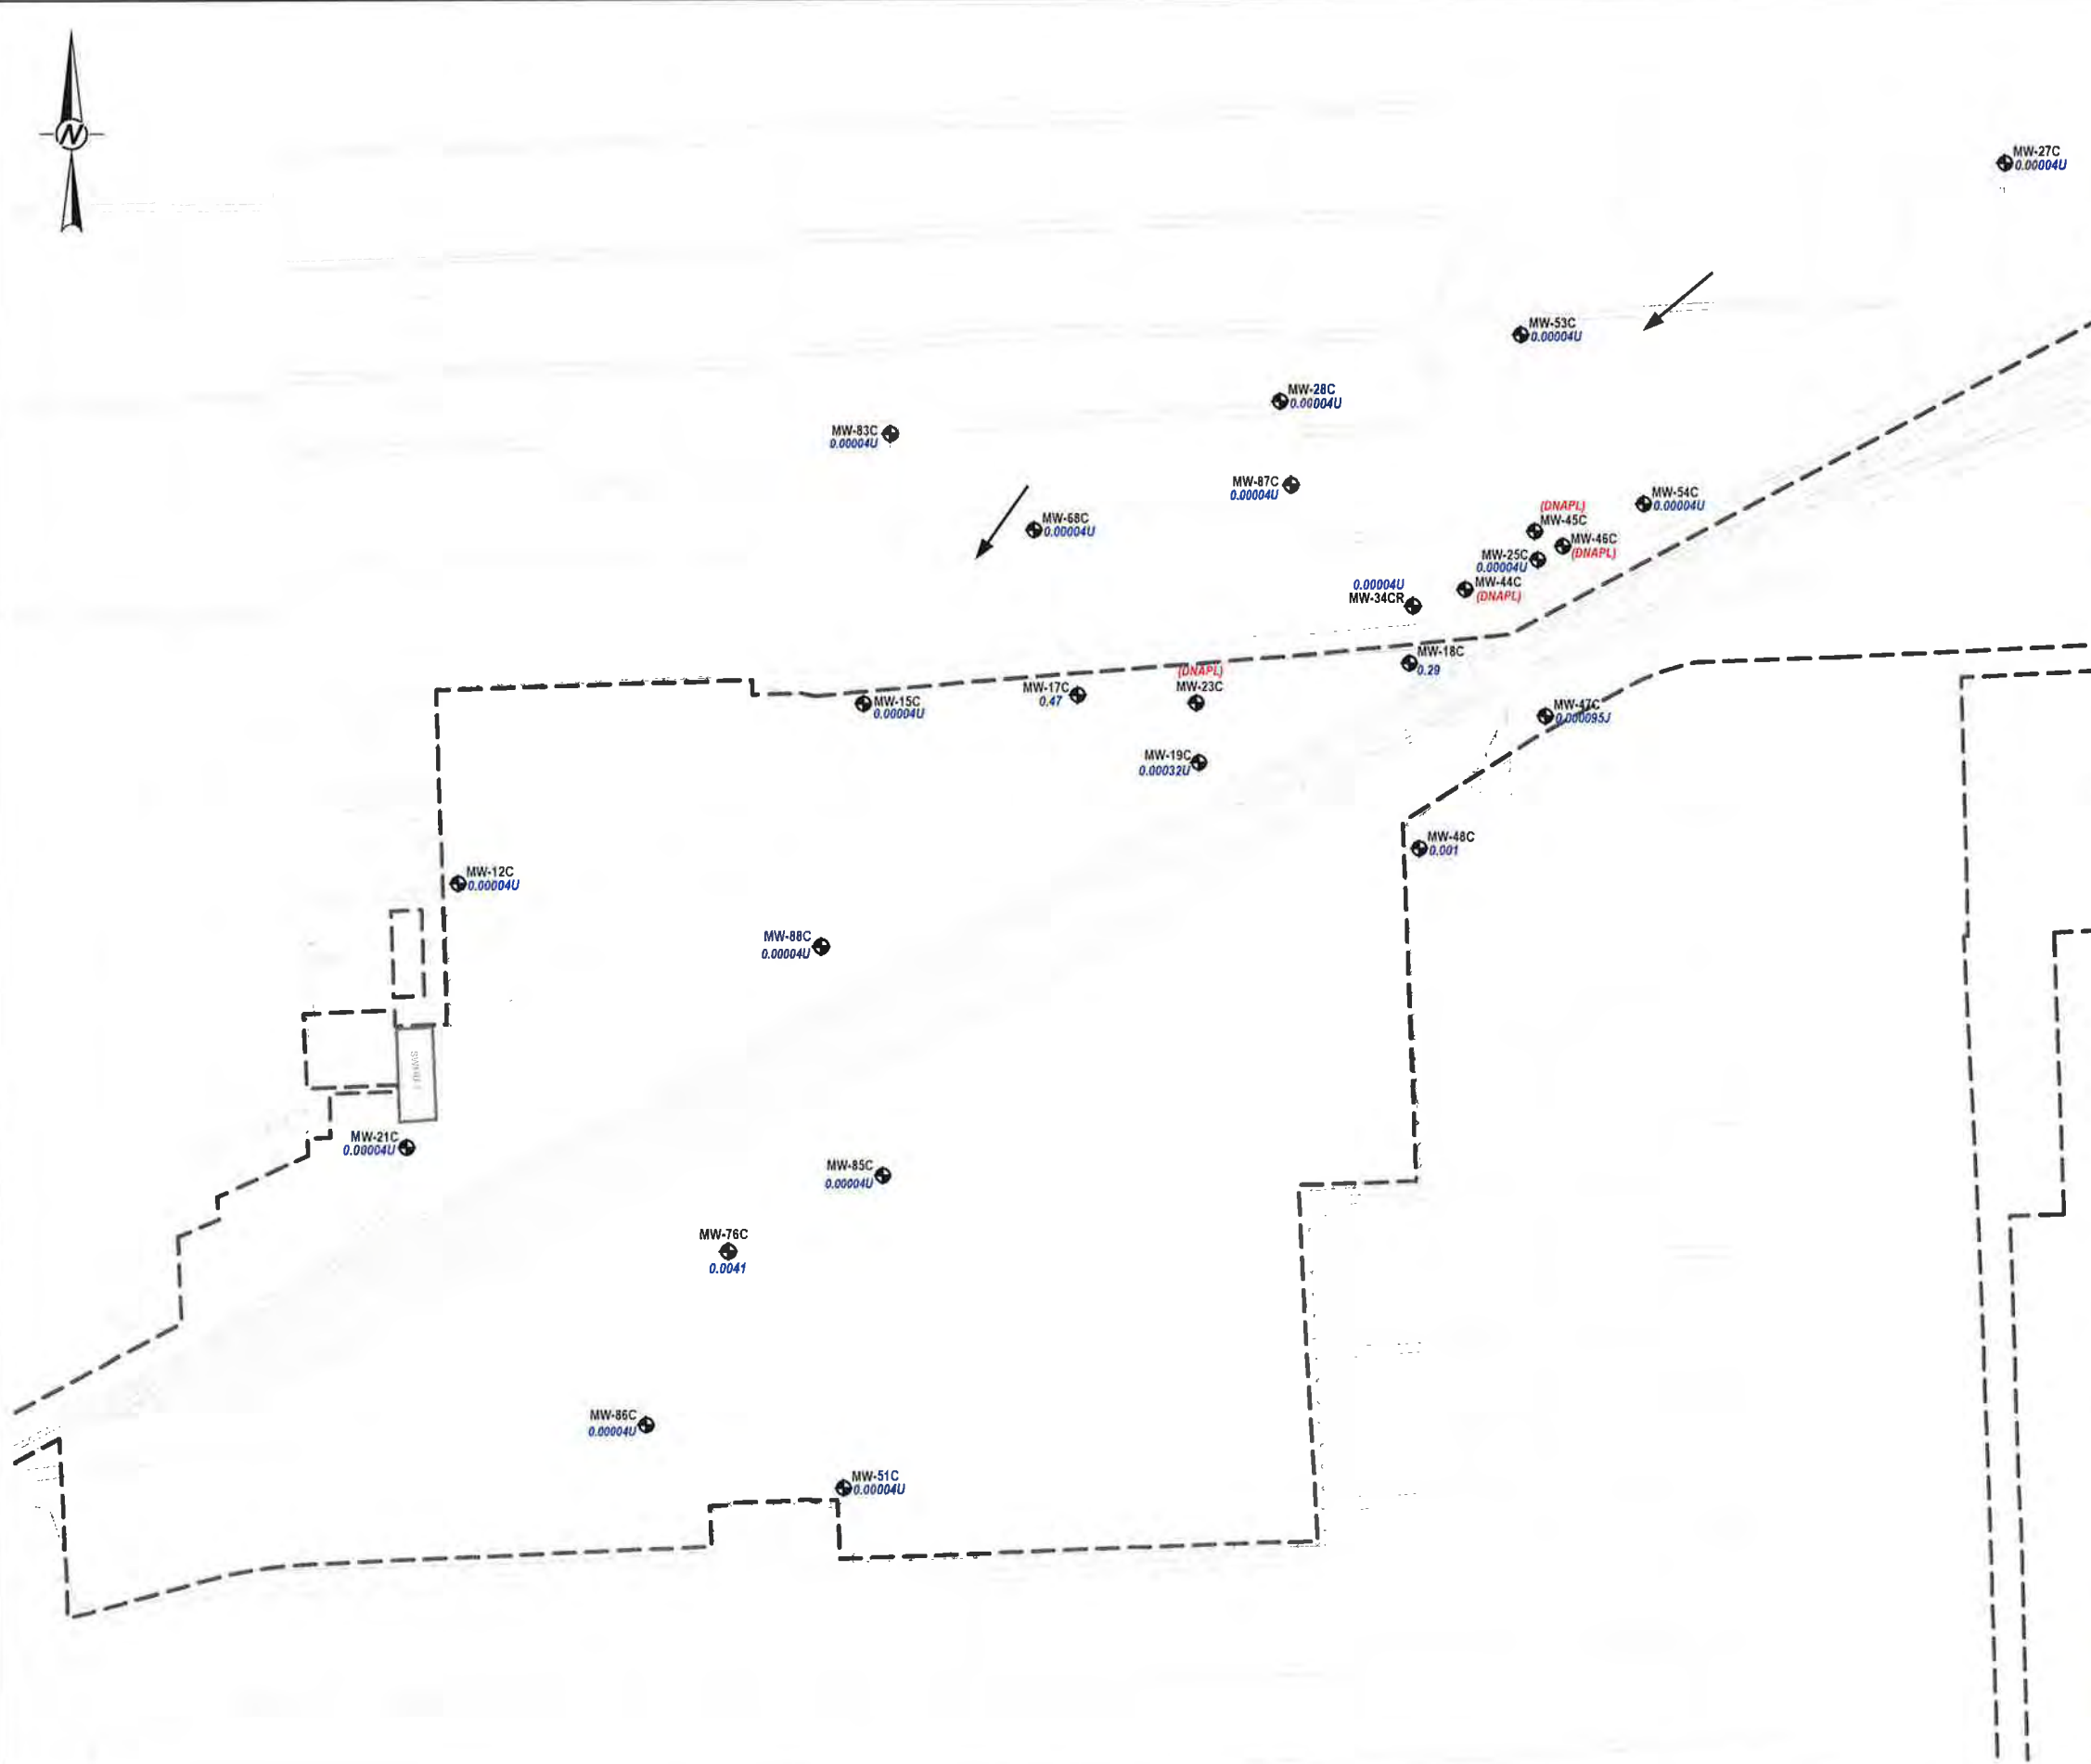 N
MW-27C
0.00004U
MW-53C
0.00004U
MW-28C
0.00004U
MW-83C
0.00004U
MW-87C
0.00004U
MW-54C
0.00004U
(DNAPL)
MW-45C
MW-68C
0.00004U
MW-46C
(DNAPL)
MW-25C
0.00004U
MW-44C
(DNAPL)
0.00004U
MW-34CR
MW-18C
0.29
(DNAPL)
MW-23C
MW-17C
0.47
MW-15C
0.00004U
MW-47C
0.000095J
MW-19C
0.00032U
MW-48C
0.001
MW-12C
0.00004U
MW-88C
0.00004U
MW-21C
0.00004U
MW-85C
0.00004U
MW-76C
0.0041
MW-86C
0.00004U
MW-51C
0.00004U